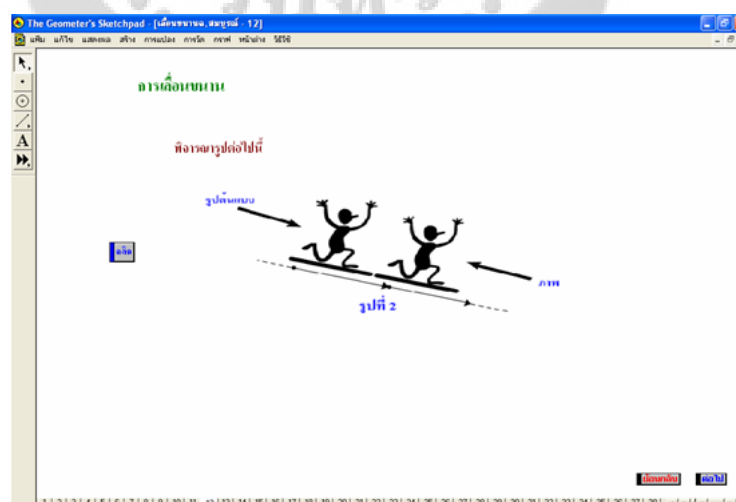 The Geometer's Sketchpad - [เลื่อนขนานฉ.สมบูรณ์ - 12]
แฟ้ม แก้ไข แสดงผล สร้าง การแปลง การวัด กราฟ หน้าต่าง วิธีใช้
การเลื่อนขนาน
พิจารณารูปต่อไปนี้
รูปต้นแบบ
คลิก
ภาพ
รูปที่ 2
A
ย้อนกลับ ต่อไป